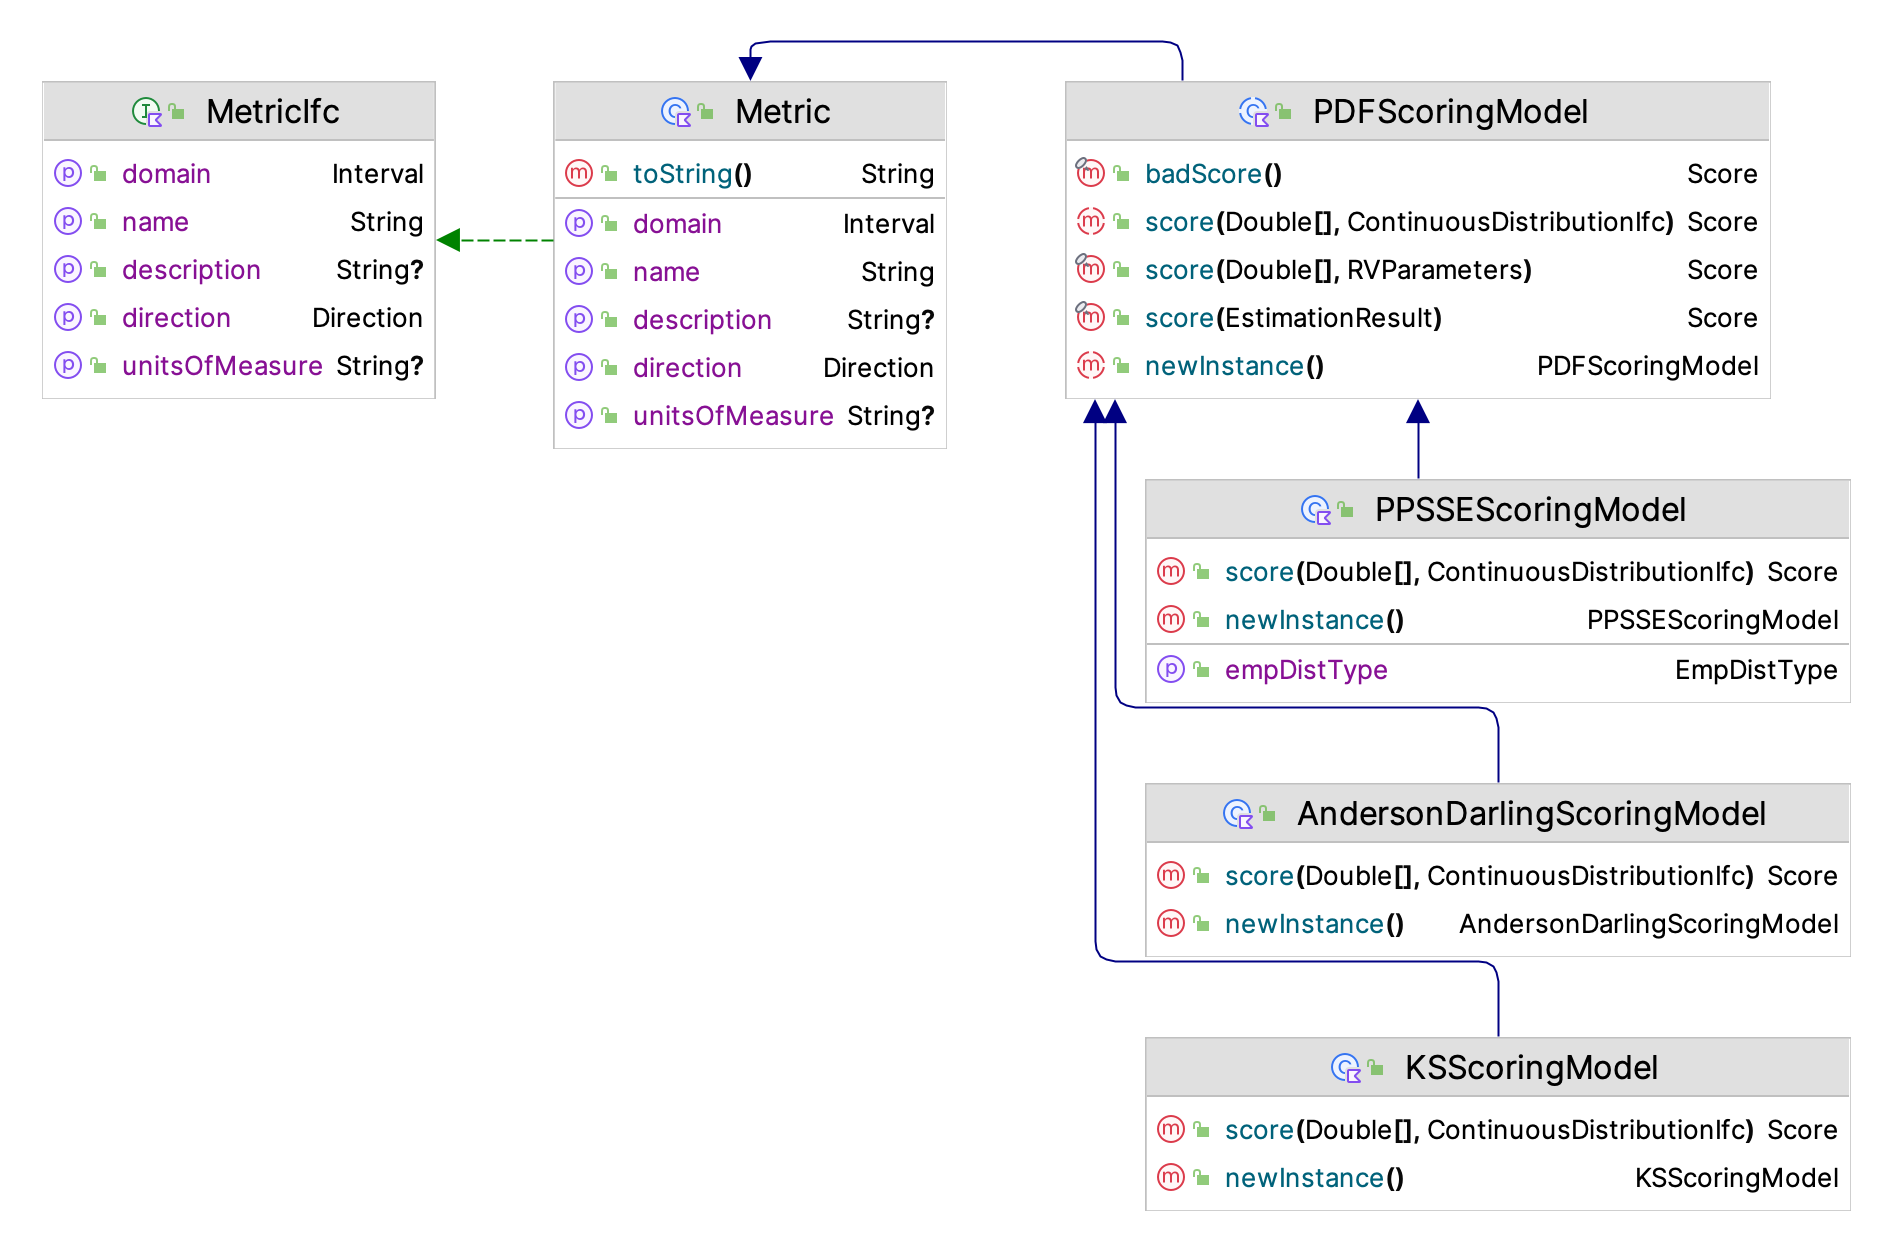 MetricIfc
domain Interval
name String
description String?
direction Direction
unitsOfMeasure String?
Metric
toString() String
domain Interval
name String
description String?
direction Direction
unitsOfMeasure String?
PDFScoringModel
badScore() Score
score(Double[], ContinuousDistributionIfc) Score
score(Double[], RVParameters) Score
score(EstimationResult) Score
newInstance() PDFScoringModel
PPSSEScoringModel
score(Double[], ContinuousDistributionIfc) Score
newInstance() PPSSEScoringModel
empDistType EmpDistType
AndersonDarlingScoringModel
score(Double[], ContinuousDistributionIfc) Score
newInstance() AndersonDarlingScoringModel
KSScoringModel
score(Double[], ContinuousDistributionIfc) Score
newInstance() KSScoringModel